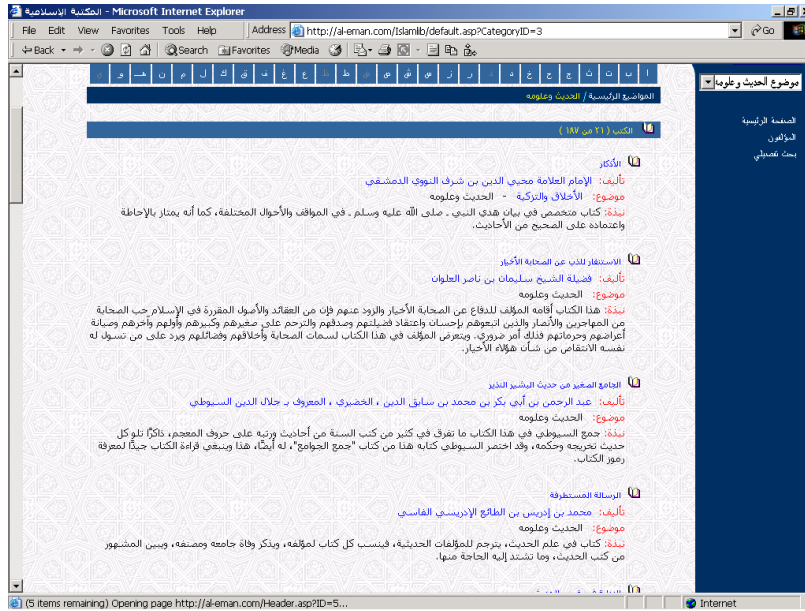 المكتبة الإسلامية - Microsoft Internet Explorer
File Edit View Favorites Tools Help Address http://al-eman.com/Islamlib/default.asp?CategoryID=3 Go
Back Search Favorites Media
ا ب ت ث ج ح خ د ذ ر ز س ش ص ض ط ظ ع غ ف ق ك ل م ن هـ و ي
موضوع الحديث وعلومه
المواضيع الرئيسية / الحديث وعلومه
الصفحة الرئيسية
المؤلفون
بحث تفصيلي
الكتب ( ٢١ من ١٨٧ )
الأذكار
تأليف: الإمام العلامة محيي الدين بن شرف النووي الدمشقي
موضوع: الأخلاق والتزكية - الحديث وعلومه
نبذة: كتاب متخصص في بيان هدي النبي ـ صلى الله عليه وسلم ـ في المواقف والأحوال المختلفة، كما أنه يمتاز بالإحاطة
واعتماده على الصحيح من الأحاديث.
الاستنفار للذب عن الصحابة الأخيار
تأليف: فضيلة الشيخ سليمان بن ناصر العلوان
موضوع: الحديث وعلومه
نبذة: هذا الكتاب أقامه المؤلف للدفاع عن الصحابة الأخيار والزود عنهم فإن من العقائد والأصول المقررة في الإسلام حب الصحابة
من المهاجرين والأنصار والذين اتبعوهم بإحسان واعتقاد فضيلتهم وصدقهم والترحم على صغيرهم وكبيرهم وأولهم وآخرهم وصيانة
أعراضهم وحرماتهم فذلك أمر ضروري. ويتعرض المؤلف في هذا الكتاب لسمات الصحابة وأخلاقهم وفضائلهم ويرد على من تسول له
نفسه الانتقاص من شأن هؤلاء الأخيار.
الجامع الصغير من حديث البشير النذير
تأليف: عبد الرحمن بن أبي بكر بن محمد بن سابق الدين ، الخضيري ، المعروف بـ جلال الدين السيوطي
موضوع: الحديث وعلومه
نبذة: جمع السيوطي في هذا الكتاب ما تفرق في كثير من كتب السنة من أحاديث ورتبه على حروف المعجم، ذاكرًا تلو كل
حديث تخريجه وحكمه، وقد اختصر السيوطي كتابه هذا من كتاب "جمع الجوامع"، له أيضًا، هذا وينبغي قراءة الكتاب جيدًا لمعرفة
رموز الكتاب.
الرسالة المستطرفة
تأليف: محمد بن إدريس بن الطائع الإدريسي الفاسي
موضوع: الحديث وعلومه
نبذة: كتاب في علم الحديث، يترجم للمؤلفات الحديثية، فينسب كل كتاب لمؤلفه، ويذكر وفاة جامعه ومصنفه، ويبين المشهور
من كتب الحديث، وما تشتد إليه الحاجة منها.
(5 items remaining) Opening page http://al-eman.com/Header.asp?ID=5... Internet